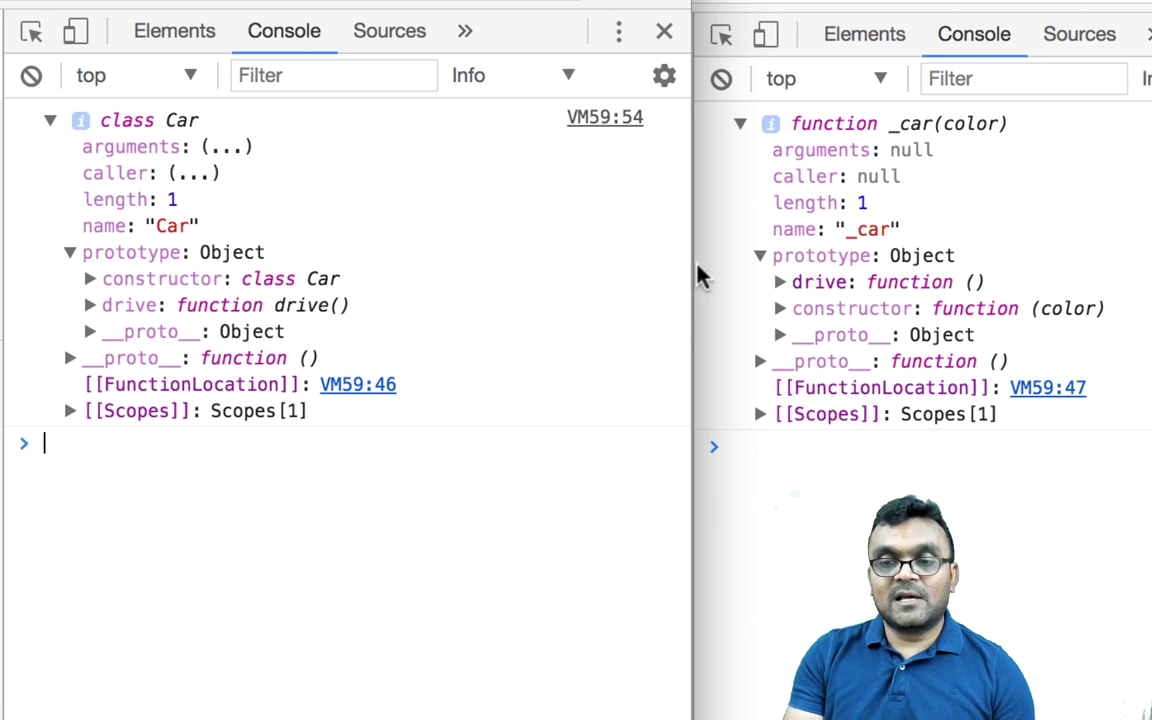 Elements Console Sources »
top Filter Info
class Car VM59:54
arguments: (...)
caller: (...)
length: 1
name: "Car"
prototype: Object
constructor: class Car
drive: function drive()
__proto__: Object
__proto__: function ()
[[FunctionLocation]]: VM59:46
[[Scopes]]: Scopes[1]
>
Elements Console Sources
top Filter
function _car(color)
arguments: null
caller: null
length: 1
name: "_car"
prototype: Object
drive: function ()
constructor: function (color)
__proto__: Object
__proto__: function ()
[[FunctionLocation]]: VM59:47
[[Scopes]]: Scopes[1]
>